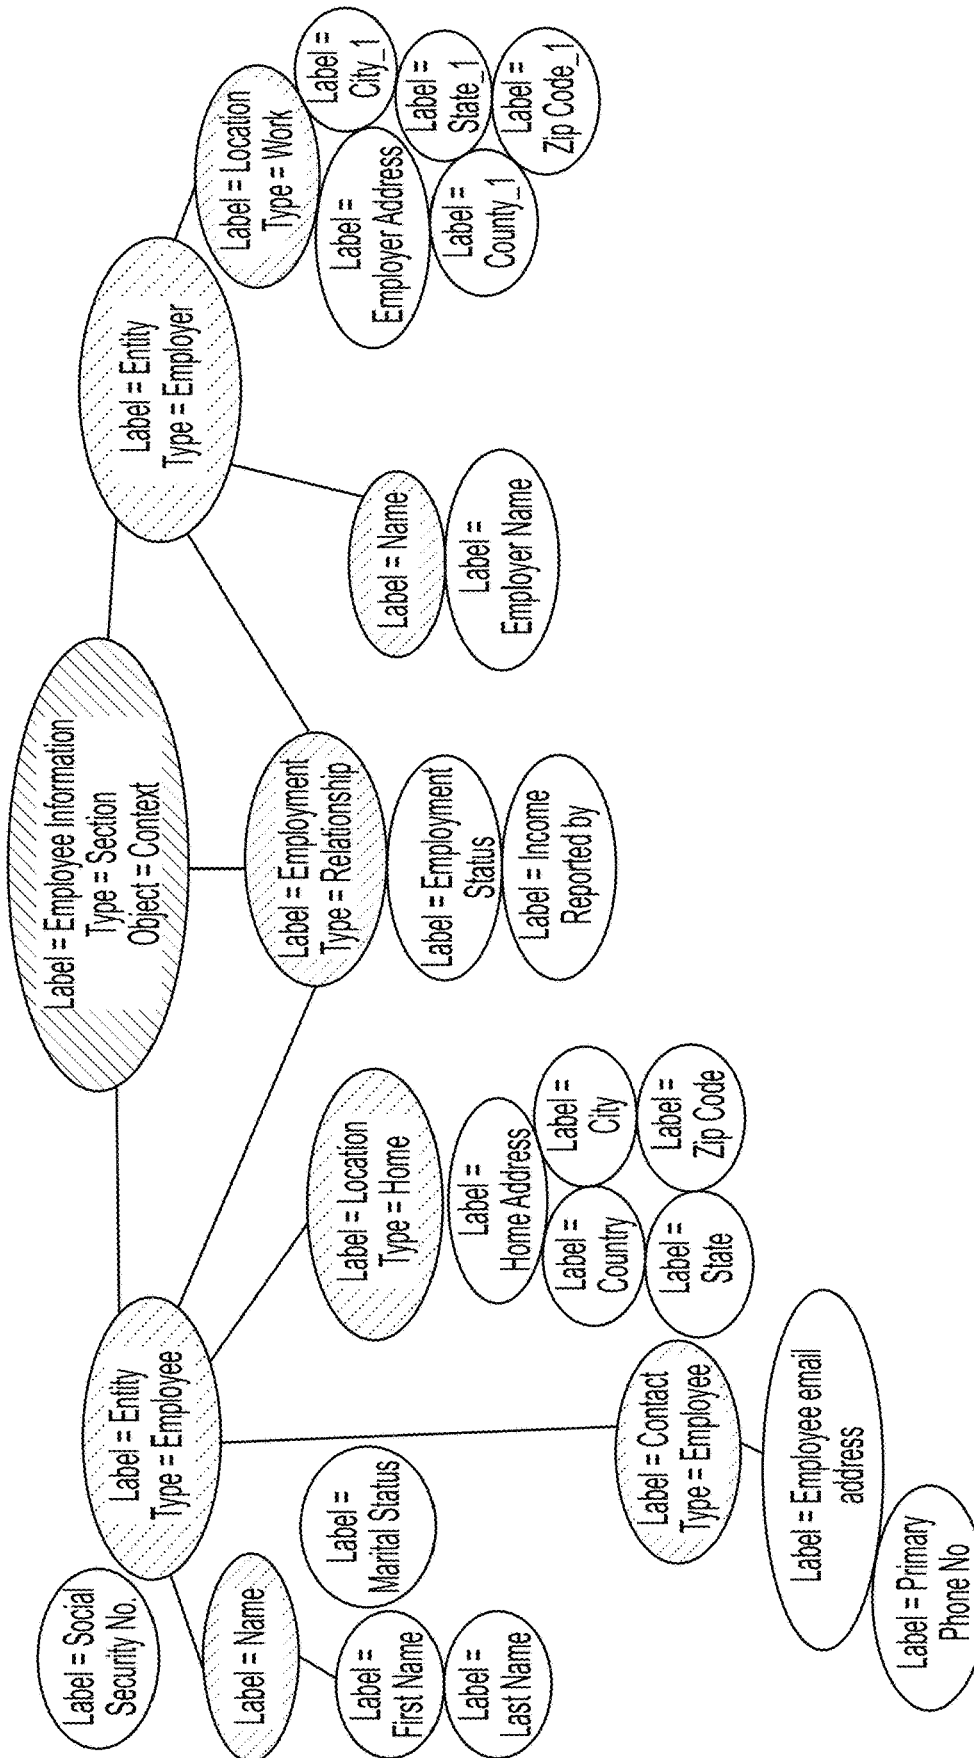 Label = Employee Information
Type = Section
Object = Context
Label = Social
Security No.
Label = Entity
Type = Employee
Label = Entity
Type = Employer
Label = Name
Label =
First Name
Label =
Last Name
Label =
Marital Status
Label = Contact
Type = Employee
Label = Employee email
address
Label = Primary
Phone No
Label = Location
Type = Home
Label =
Home Address
Label =
Country
Label =
City
Label =
State
Label =
Zip Code
Label = Employment
Type = Relationship
Label = Employment
Status
Label = Income
Reported by
Label = Name
Label =
Employer Name
Label = Location
Type = Work
Label =
Employer Address
Label =
City_1
Label =
County_1
Label =
State_1
Label =
Zip Code_1